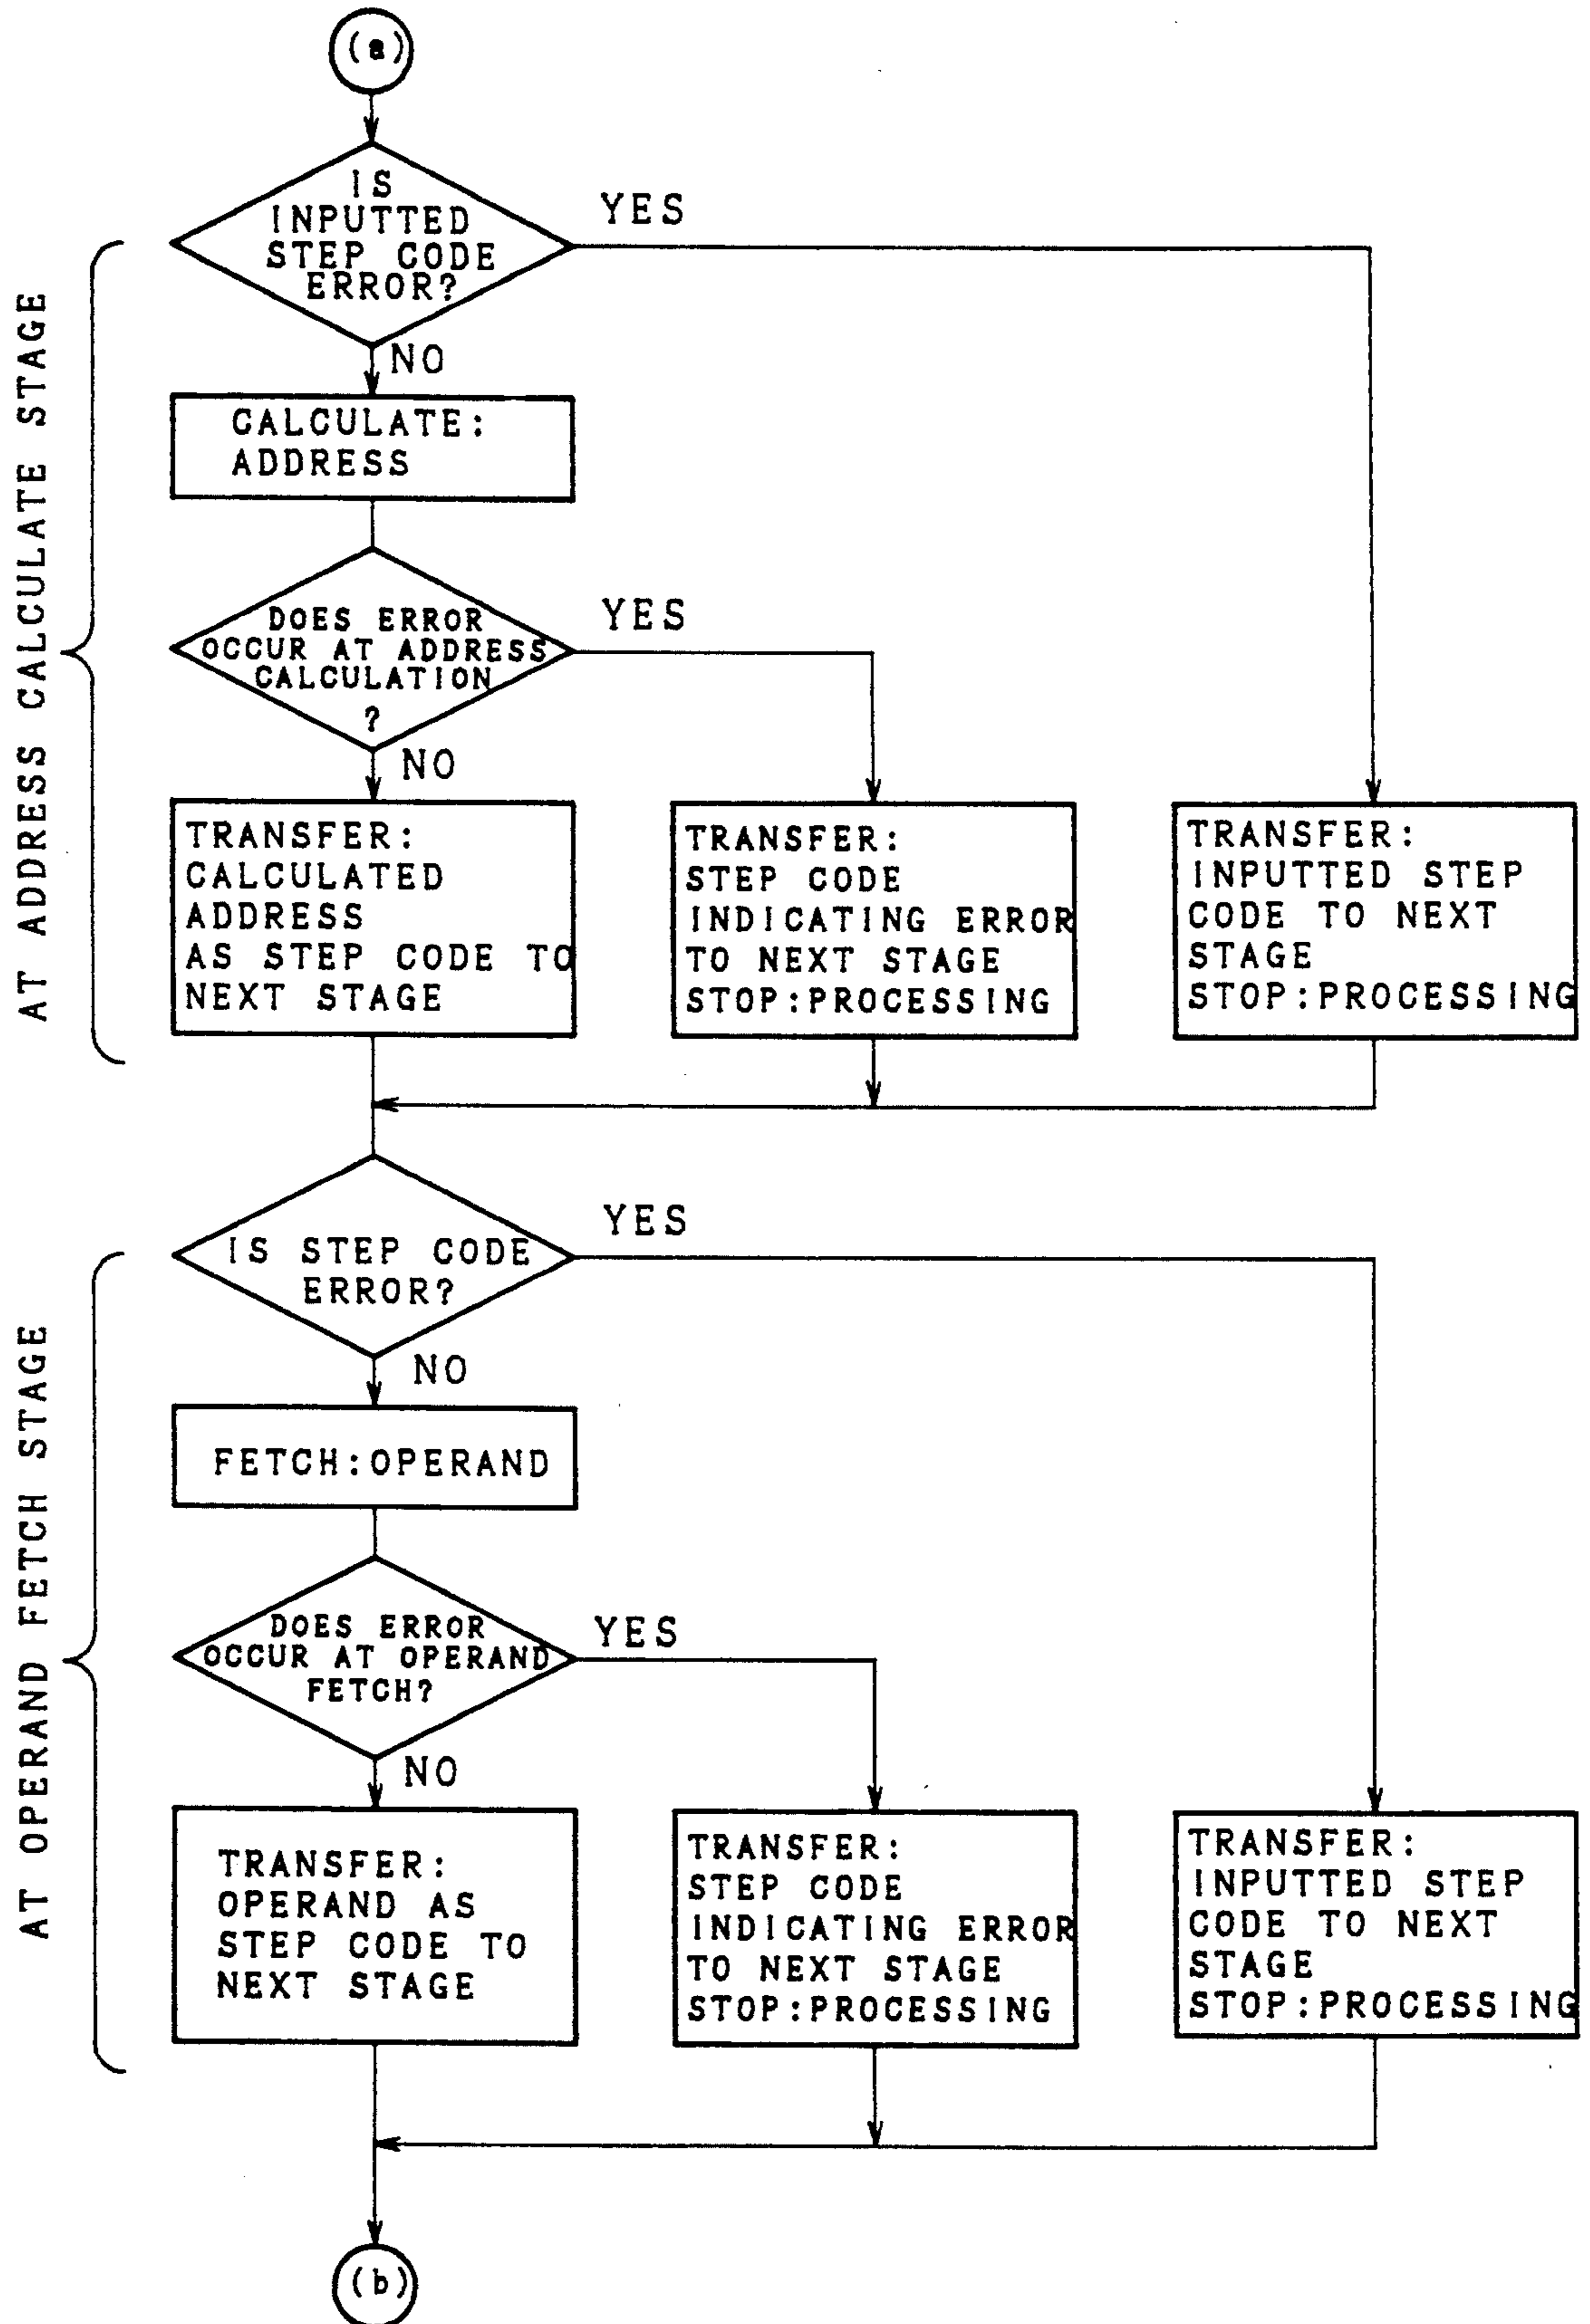 (a)
IS
INPUTTED
STEP CODE
ERROR?
YES
NO
CALCULATE:
ADDRESS
DOES ERROR
OCCUR AT ADDRESS
CALCULATION
?
YES
NO
TRANSFER:
CALCULATED
ADDRESS
AS STEP CODE TO
NEXT STAGE
TRANSFER:
STEP CODE
INDICATING ERROR
TO NEXT STAGE
STOP:PROCESSING
TRANSFER:
INPUTTED STEP
CODE TO NEXT
STAGE
STOP:PROCESSING
AT ADDRESS CALCULATE STAGE
IS STEP CODE
ERROR?
YES
NO
FETCH:OPERAND
DOES ERROR
OCCUR AT OPERAND
FETCH?
YES
NO
TRANSFER:
OPERAND AS
STEP CODE TO
NEXT STAGE
TRANSFER:
STEP CODE
INDICATING ERROR
TO NEXT STAGE
STOP:PROCESSING
TRANSFER:
INPUTTED STEP
CODE TO NEXT
STAGE
STOP:PROCESSING
AT OPERAND FETCH STAGE
(b)